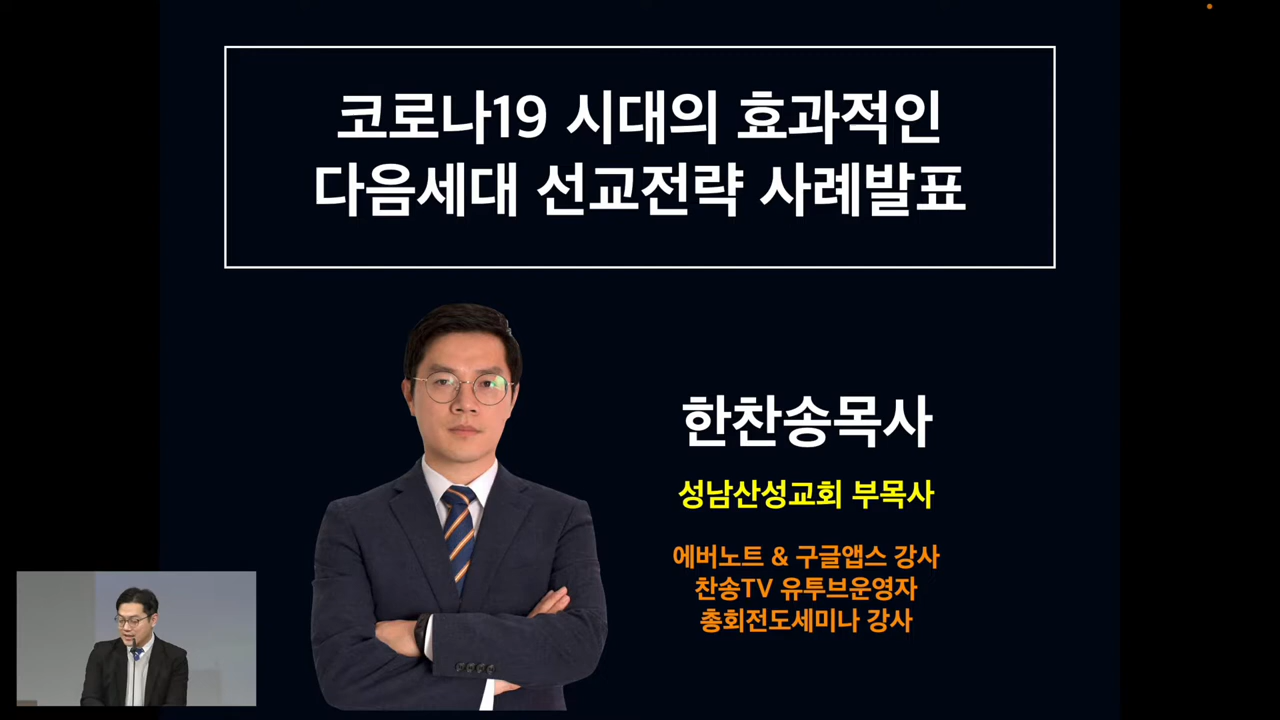 코로나19 시대의 효과적인
다음세대 선교전략 사례발표
한찬송목사
성남산성교회 부목사
에버노트 & 구글앱스 강사
찬송TV 유투브운영자
총회전도세미나 강사